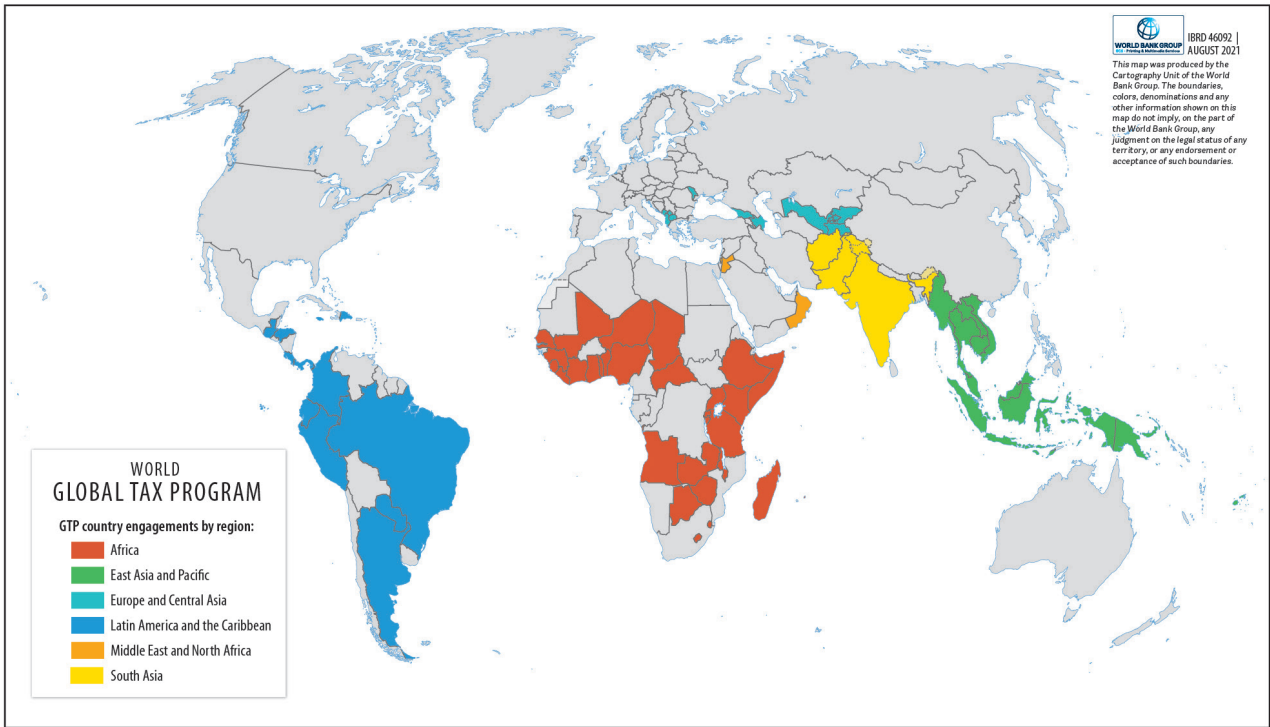 WORLD BANK GROUP
IBRD 46092 |
AUGUST 2021
This map was produced by the
Cartography Unit of the World
Bank Group. The boundaries,
colors, denominations and any
other information shown on this
map do not imply, on the part of
the World Bank Group, any
judgment on the legal status of any
territory, or any endorsement or
acceptance of such boundaries.
WORLD
GLOBAL TAX PROGRAM
GTP country engagements by region:
Africa
East Asia and Pacific
Europe and Central Asia
Latin America and the Caribbean
Middle East and North Africa
South Asia